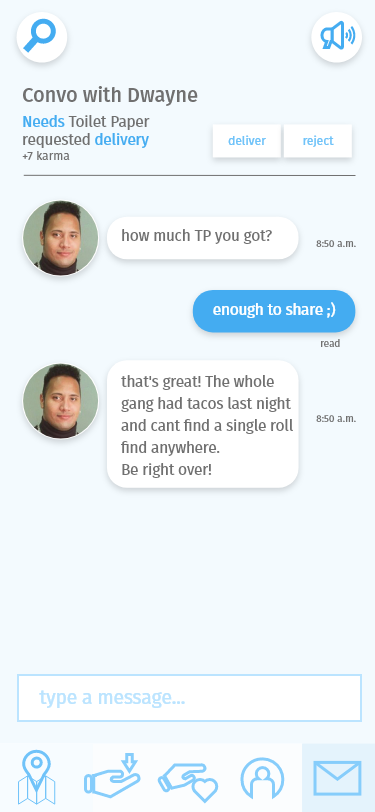 Convo with Dwayne
Needs Toilet Paper
requested delivery
+7 karma
deliver
reject
how much TP you got?
8:50 a.m.
enough to share ;)
read
that's great! The whole
gang had tacos last night
and cant find a single roll
find anywhere.
Be right over!
8:50 a.m.
type a message...